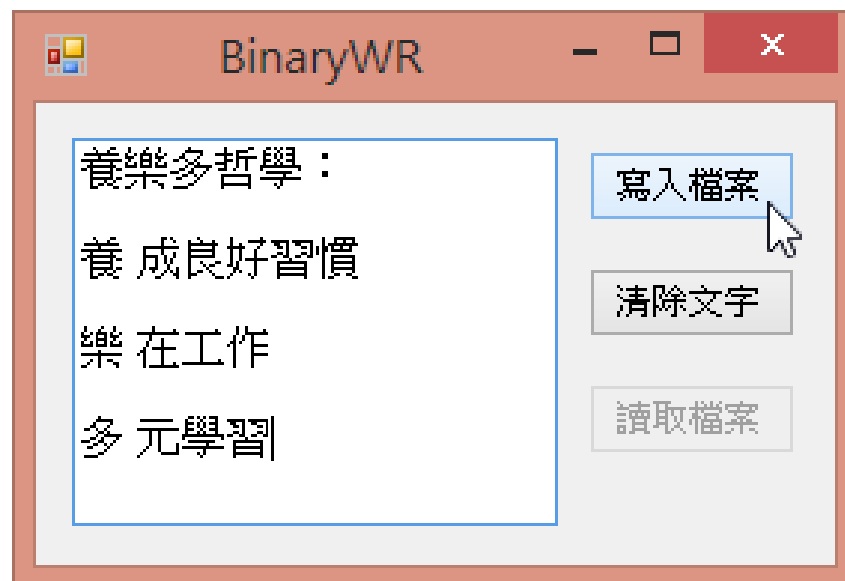 BinaryWR
養樂多哲學：
養 成良好習慣
樂 在工作
多 元學習
寫入檔案
清除文字
讀取檔案